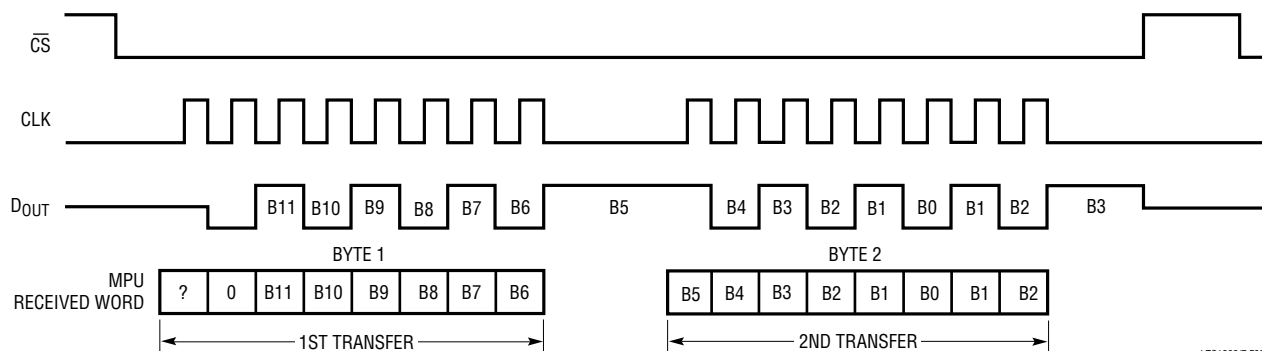 CS
CLK
DOUT B11 B10 B9 B8 B7 B6 B5 B4 B3 B2 B1 B0 B1 B2 B3
BYTE 1 BYTE 2
MPU
RECEIVED WORD
? 0 B11 B10 B9 B8 B7 B6 B5 B4 B3 B2 B1 B0 B1 B2
1ST TRANSFER 2ND TRANSFER